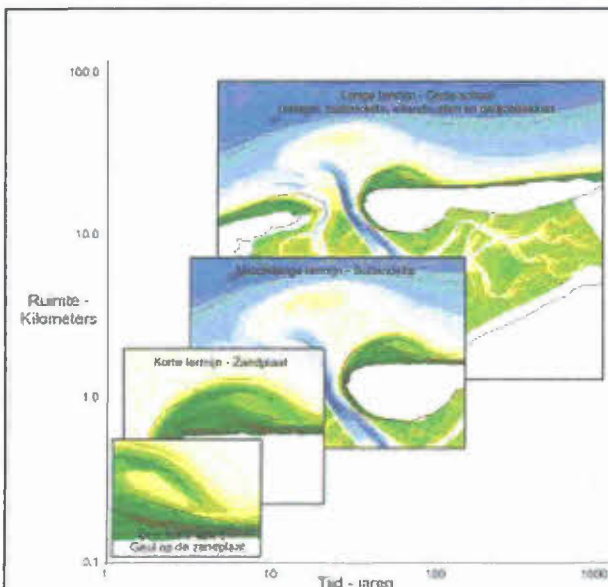 100.0
Lange termijn - Grote schaal
10.0
Middellange termijn - Buitendelta
Ruimte -
Kilometers
Korte termijn - Zandplaat
1.0
Geul op de zandplaat
0.1
1
10
100
1000
Tijd - jaren